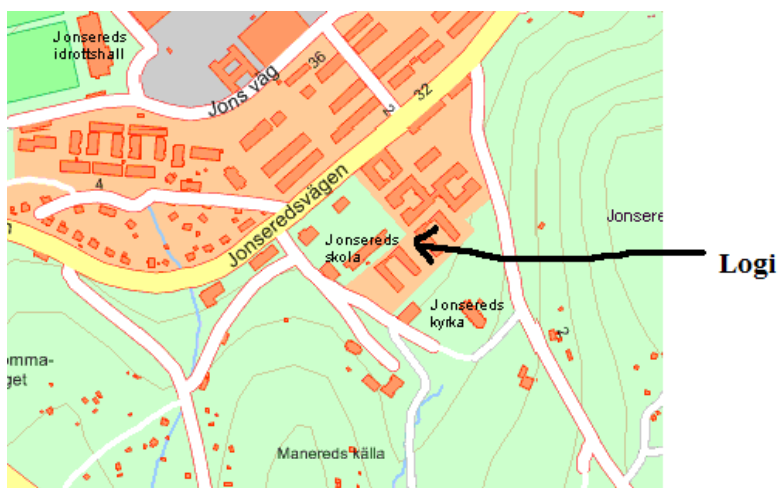 Jonsereds
idrottshall
Jons väg
36
32
2
4
Jonseredsvägen
n
Jonsereds
skola
Jonsere
Logi
Jonsereds
kyrka
2
omma-
get
Manereds källa